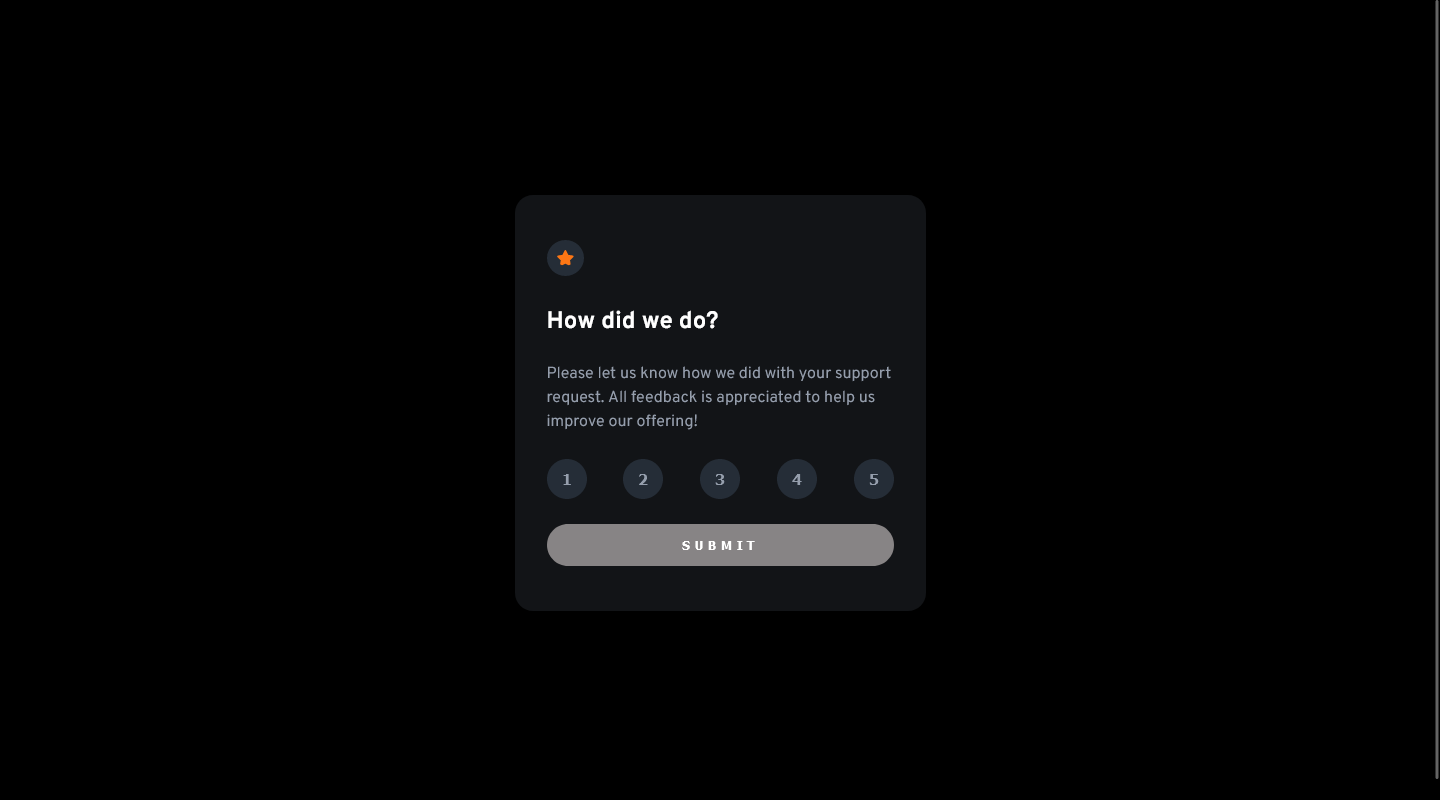 How did we do?
Please let us know how we did with your support
request. All feedback is appreciated to help us
improve our offering!
1 2 3 4 5
SUBMIT